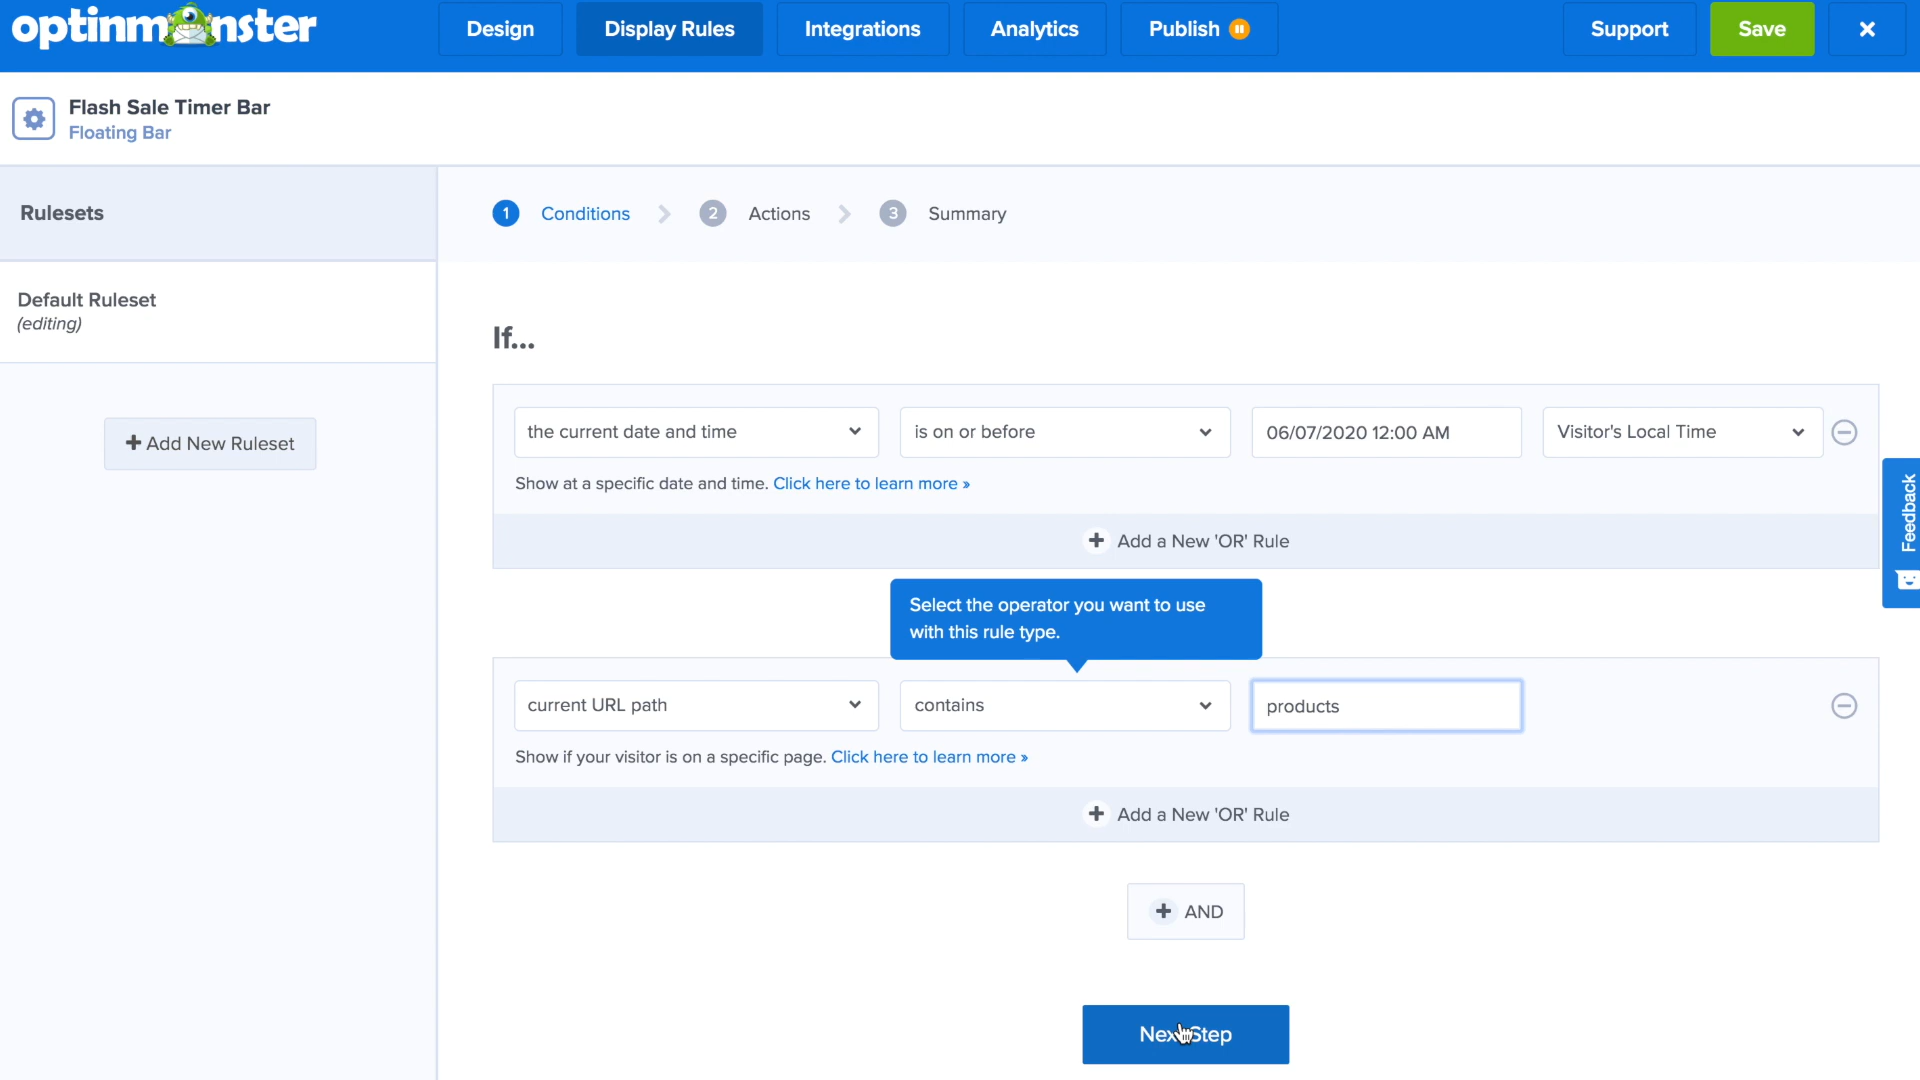 optinmonster
Design
Display Rules
Integrations
Analytics
Publish
Support
Save
Flash Sale Timer Bar
Floating Bar
Rulesets
1 Conditions
2 Actions
3 Summary
Default Ruleset
(editing)
+ Add New Ruleset
If...
the current date and time
is on or before
06/07/2020 12:00 AM
Visitor's Local Time
Show at a specific date and time. Click here to learn more »
+ Add a New 'OR' Rule
Feedback
Select the operator you want to use
with this rule type.
current URL path
contains
products
Show if your visitor is on a specific page. Click here to learn more »
+ Add a New 'OR' Rule
+ AND
Next Step